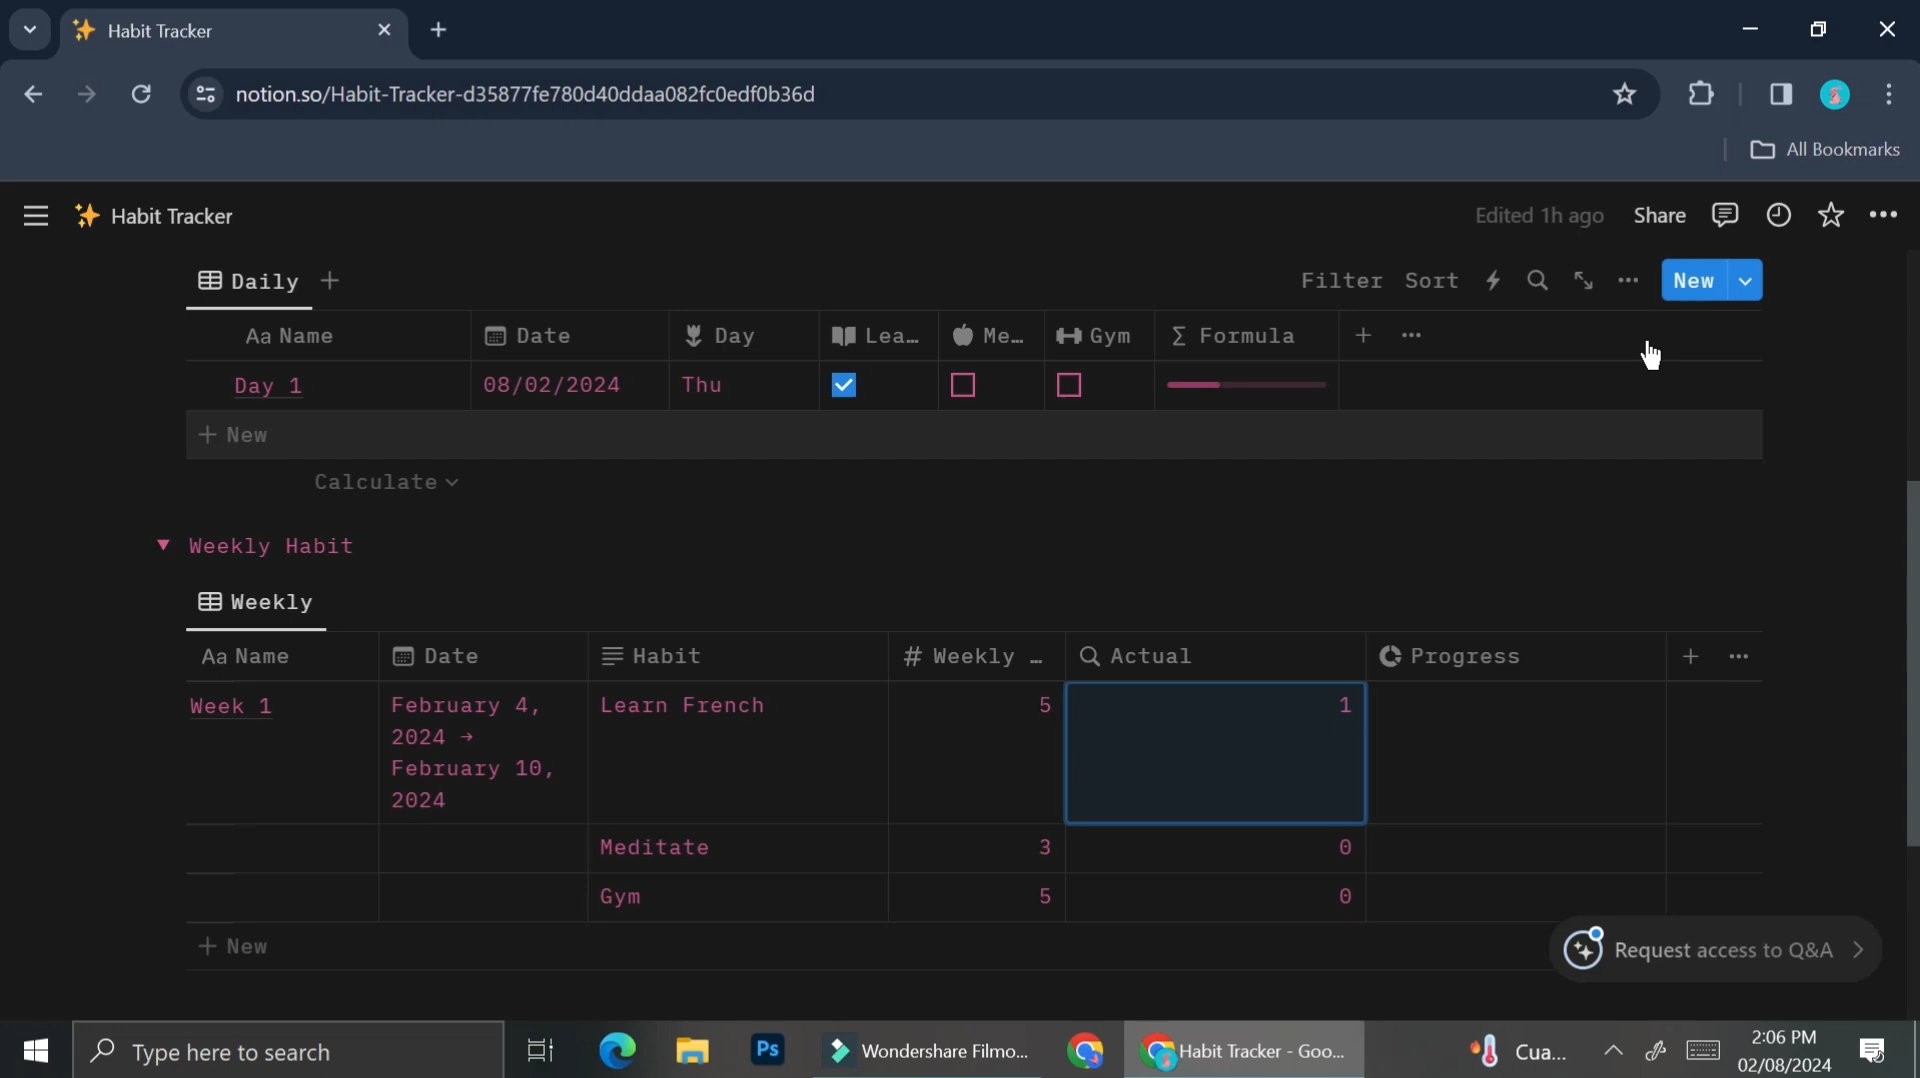 Habit Tracker
notion.so/Habit-Tracker-d35877fe780d40ddaa082fc0edf0b36d
All Bookmarks
Habit Tracker Edited 1h ago Share
Daily Filter Sort New
Aa Name Date Day Lea… Me… Gym Σ Formula
Day 1 08/02/2024 Thu
+ New
Calculate
Weekly Habit
Weekly
Aa Name Date Habit # Weekly … Actual Progress
Week 1 February 4, Learn French 5 1
2024 →
February 10,
2024
Meditate 3 0
Gym 5 0
+ New
Request access to Q&A
Type here to search Ps Wondershare Filmo... Habit Tracker - Goo... Cua... 2:06 PM
02/08/2024